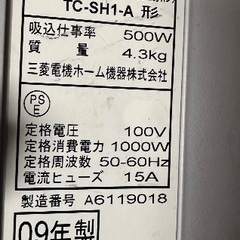 TC-SH1-A 形
吸込仕事率 500W
質量 4.3kg
三菱電機ホーム機器株式会社
PS
E
定格電圧 100V
定格消費電力 1000W
定格周波数 50-60Hz
電流ヒューズ 15A
製造番号 A6119018
09年製